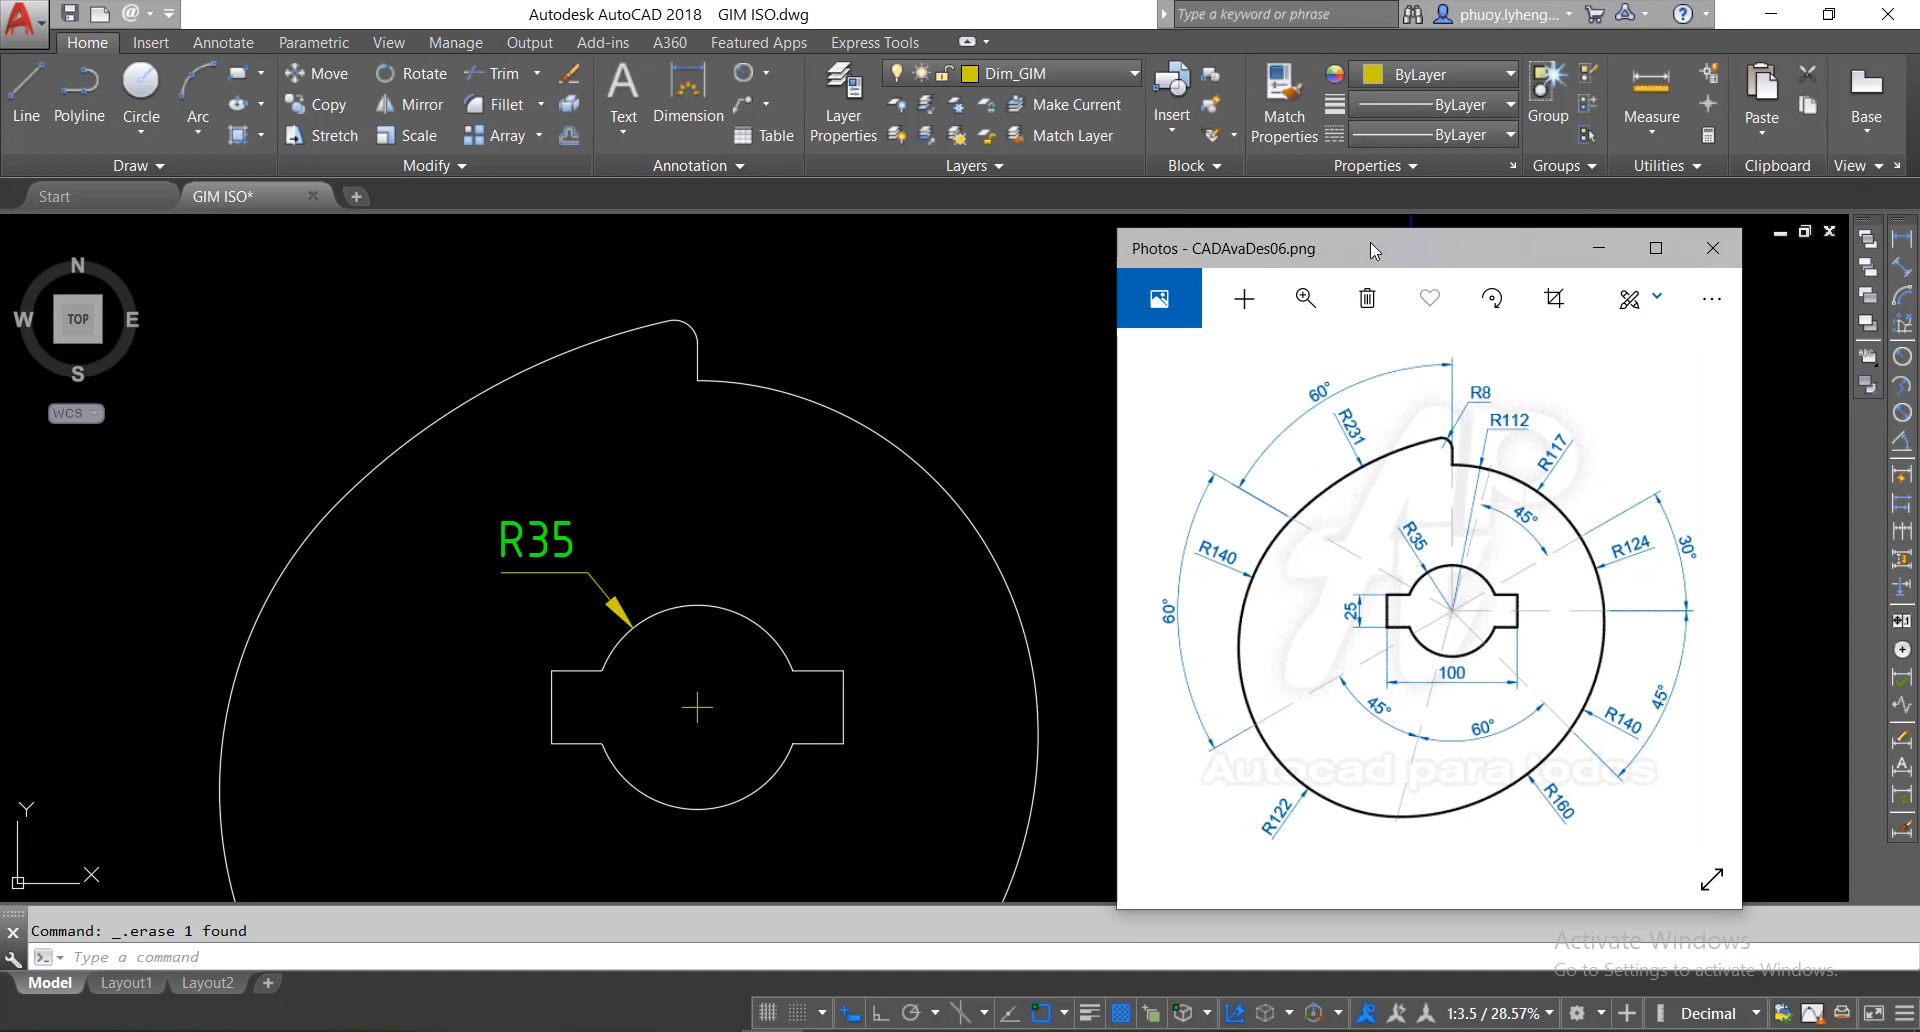 Autodesk AutoCAD 2018    GIM ISO.dwg
Type a keyword or phrase
phuoy.lyheng...
Home Insert Annotate Parametric View Manage Output Add-ins A360 Featured Apps Express Tools
Line Polyline Circle Arc
Draw
Move Rotate Trim
Copy Mirror Fillet
Stretch Scale Array
Modify
Text Dimension Table
Annotation
Layer Properties
Dim_GIM
Make Current
Match Layer
Layers
Insert
Block
Match Properties
ByLayer
ByLayer
ByLayer
Properties
Group
Groups
Measure
Utilities
Paste
Clipboard
Base
View
Start
GIM ISO*
N
W TOP E
S
WCS
R35
Y
X
Photos - CADAvaDes06.png
60°
R8
R231
R112
R117
45°
R35
R140
R124
30°
60°
25
100
45°
60°
R140
45°
Autocad para todos
R122
R160
ABC
Command: _.erase 1 found
Type a command
Activate Windows
Go to Settings to activate Windows.
Model Layout1 Layout2
1:3.5 / 28.57%
Decimal